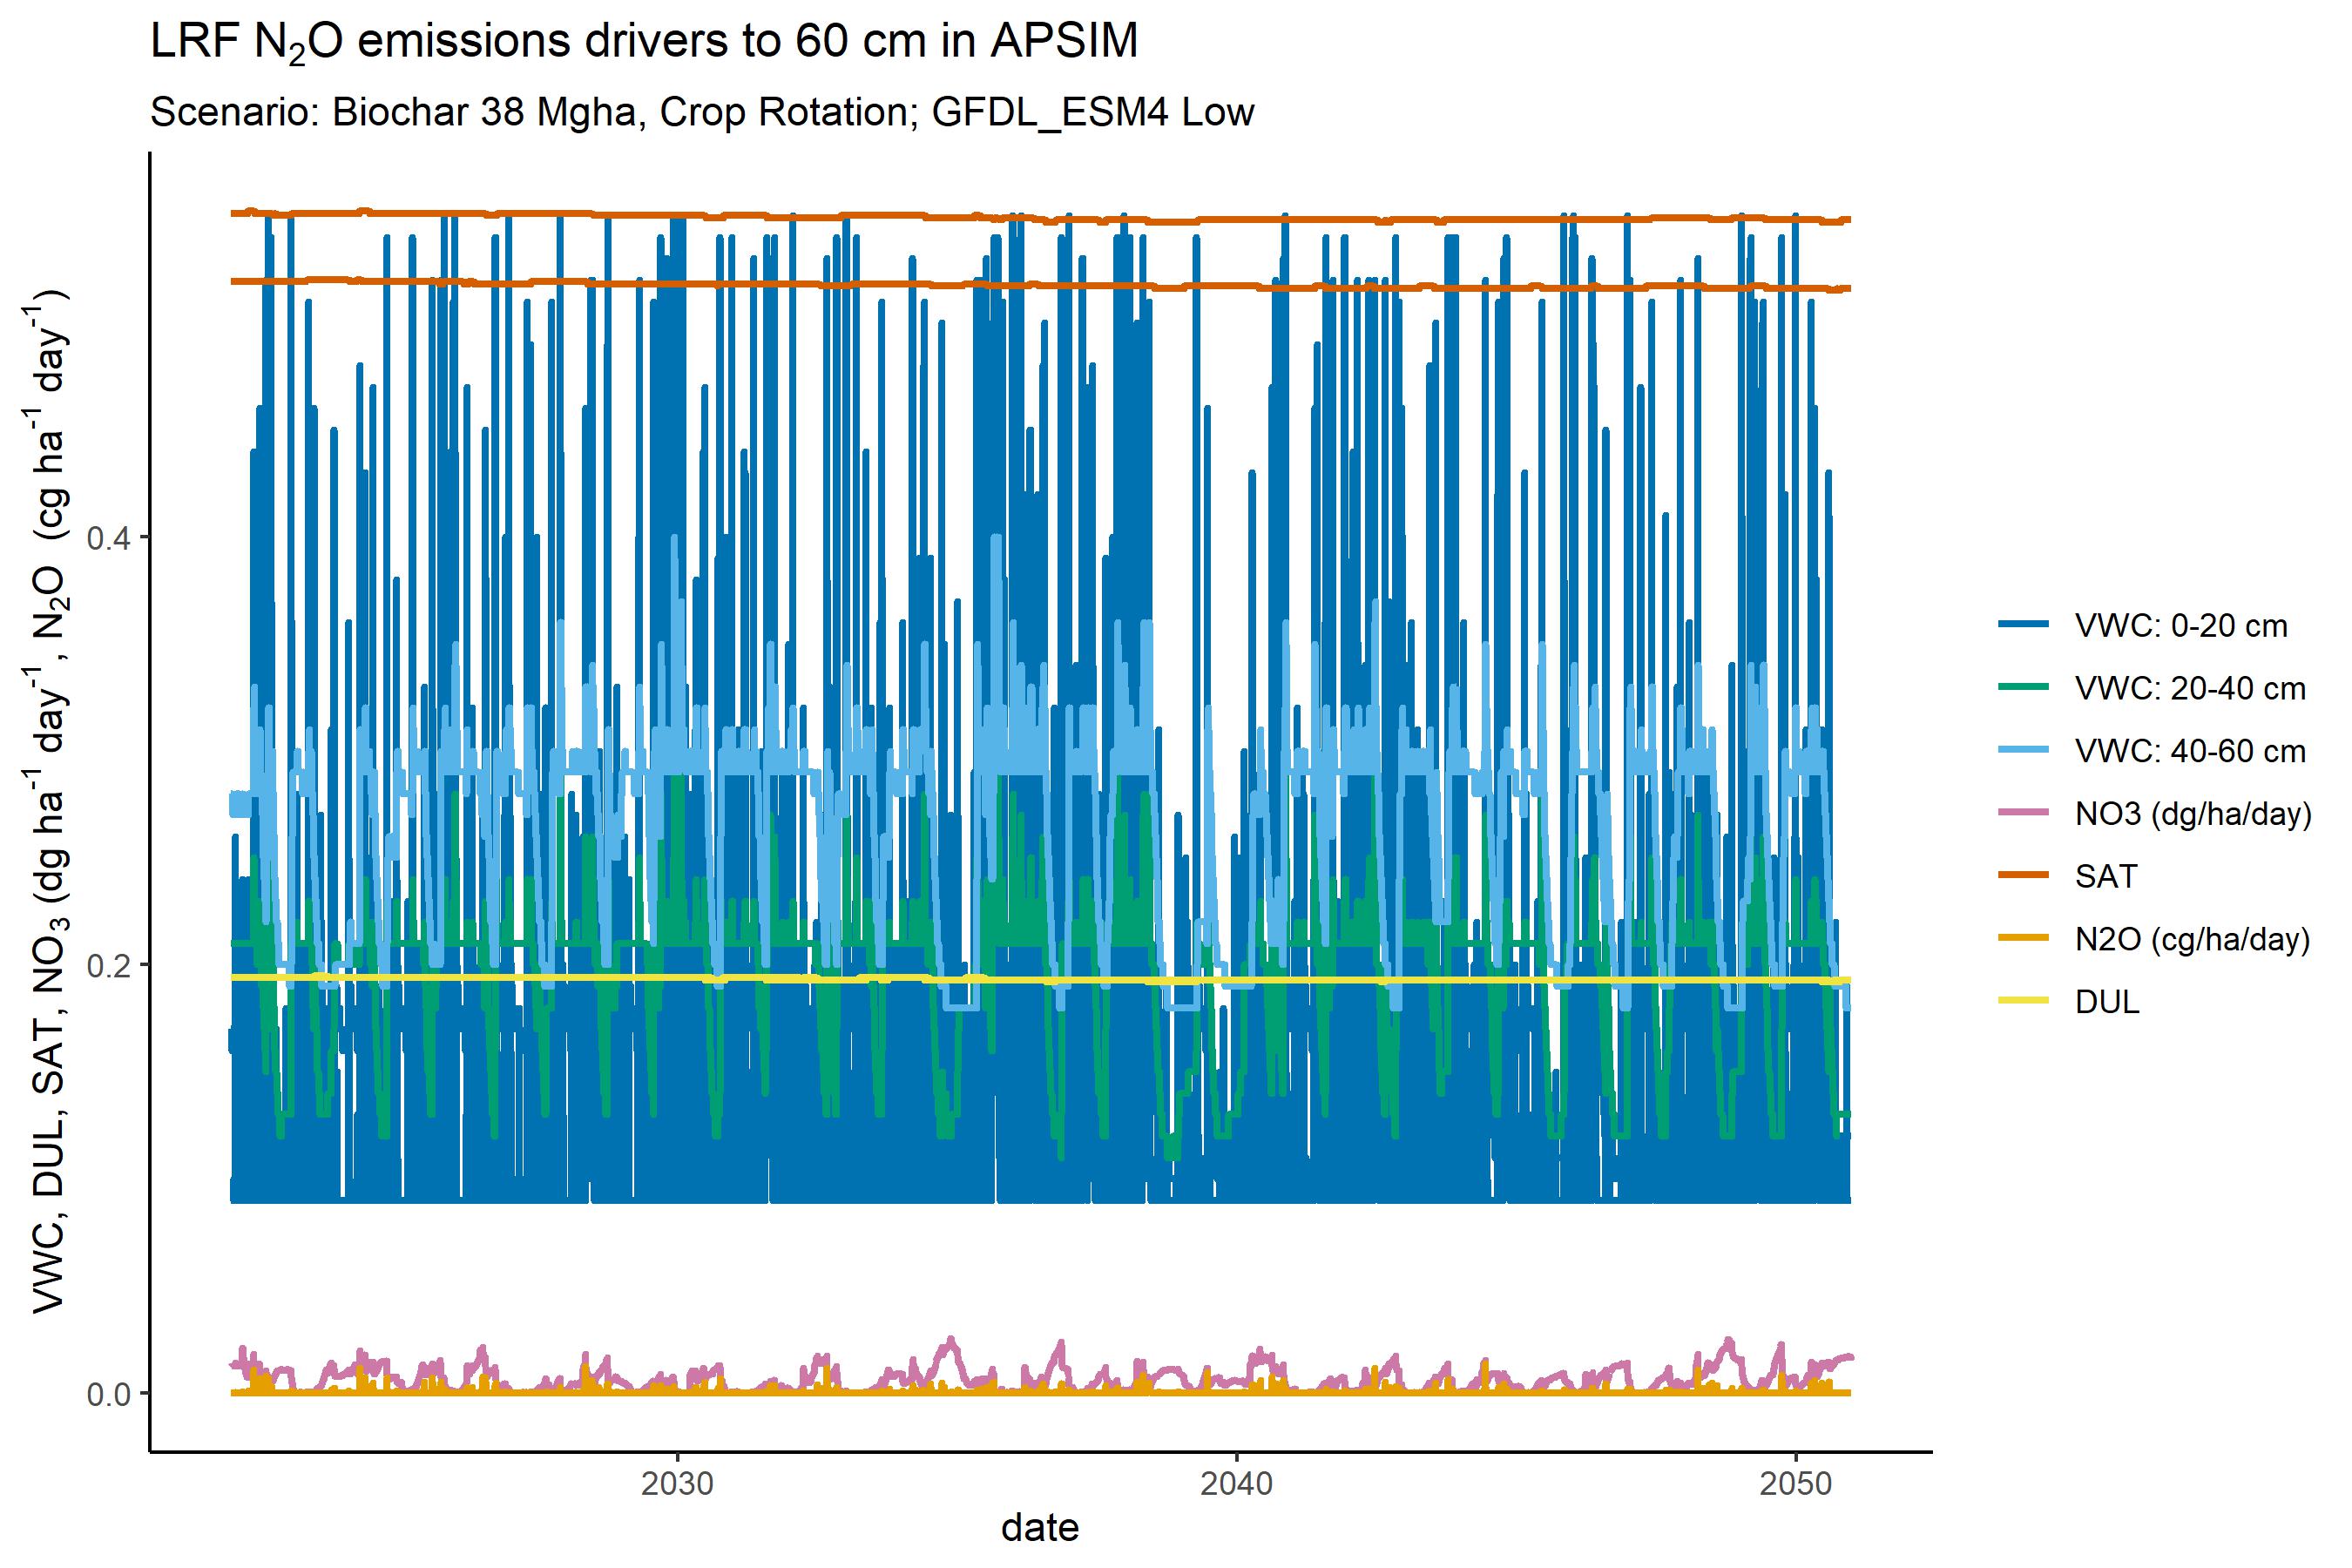 LRF N₂O emissions drivers to 60 cm in APSIM
Scenario: Biochar 38 Mgha, Crop Rotation; GFDL_ESM4 Low
VWC, DUL, SAT, NO₃ (dg ha⁻¹ day⁻¹, N₂O (cg ha⁻¹ day⁻¹)
0.4
0.2
0.0
2030 2040 2050
date
VWC: 0-20 cm
VWC: 20-40 cm
VWC: 40-60 cm
NO3 (dg/ha/day)
SAT
N2O (cg/ha/day)
DUL